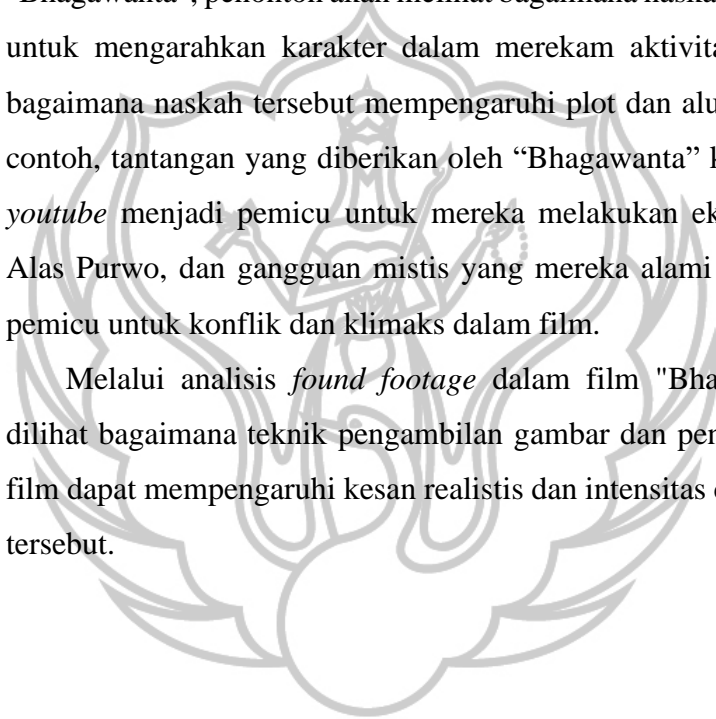 "Bhagawanta", penonton akan melihat bagaimana naska
untuk mengarahkan karakter dalam merekam aktivita
bagaimana naskah tersebut mempengaruhi plot dan alu
contoh, tantangan yang diberikan oleh “Bhagawanta” k
youtube menjadi pemicu untuk mereka melakukan ek
Alas Purwo, dan gangguan mistis yang mereka alami
pemicu untuk konflik dan klimaks dalam film.
Melalui analisis found footage dalam film "Bha
dilihat bagaimana teknik pengambilan gambar dan pen
film dapat mempengaruhi kesan realistis dan intensitas
tersebut.